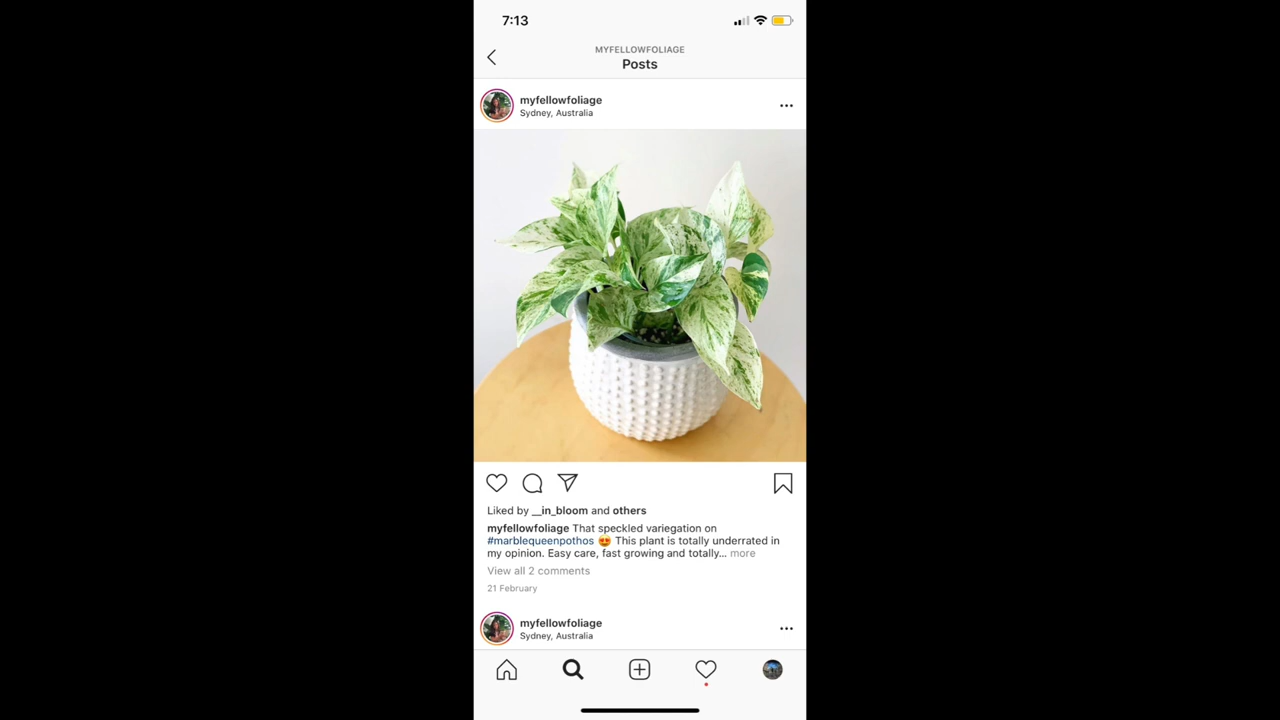 7:13
MYFELLOWFOLIAGE
Posts
myfellowfoliage
Sydney, Australia
Liked by __in_bloom and others
myfellowfoliage That speckled variegation on
#marblequeenpothos 😍 This plant is totally underrated in
my opinion. Easy care, fast growing and totally... more
View all 2 comments
21 February
myfellowfoliage
Sydney, Australia